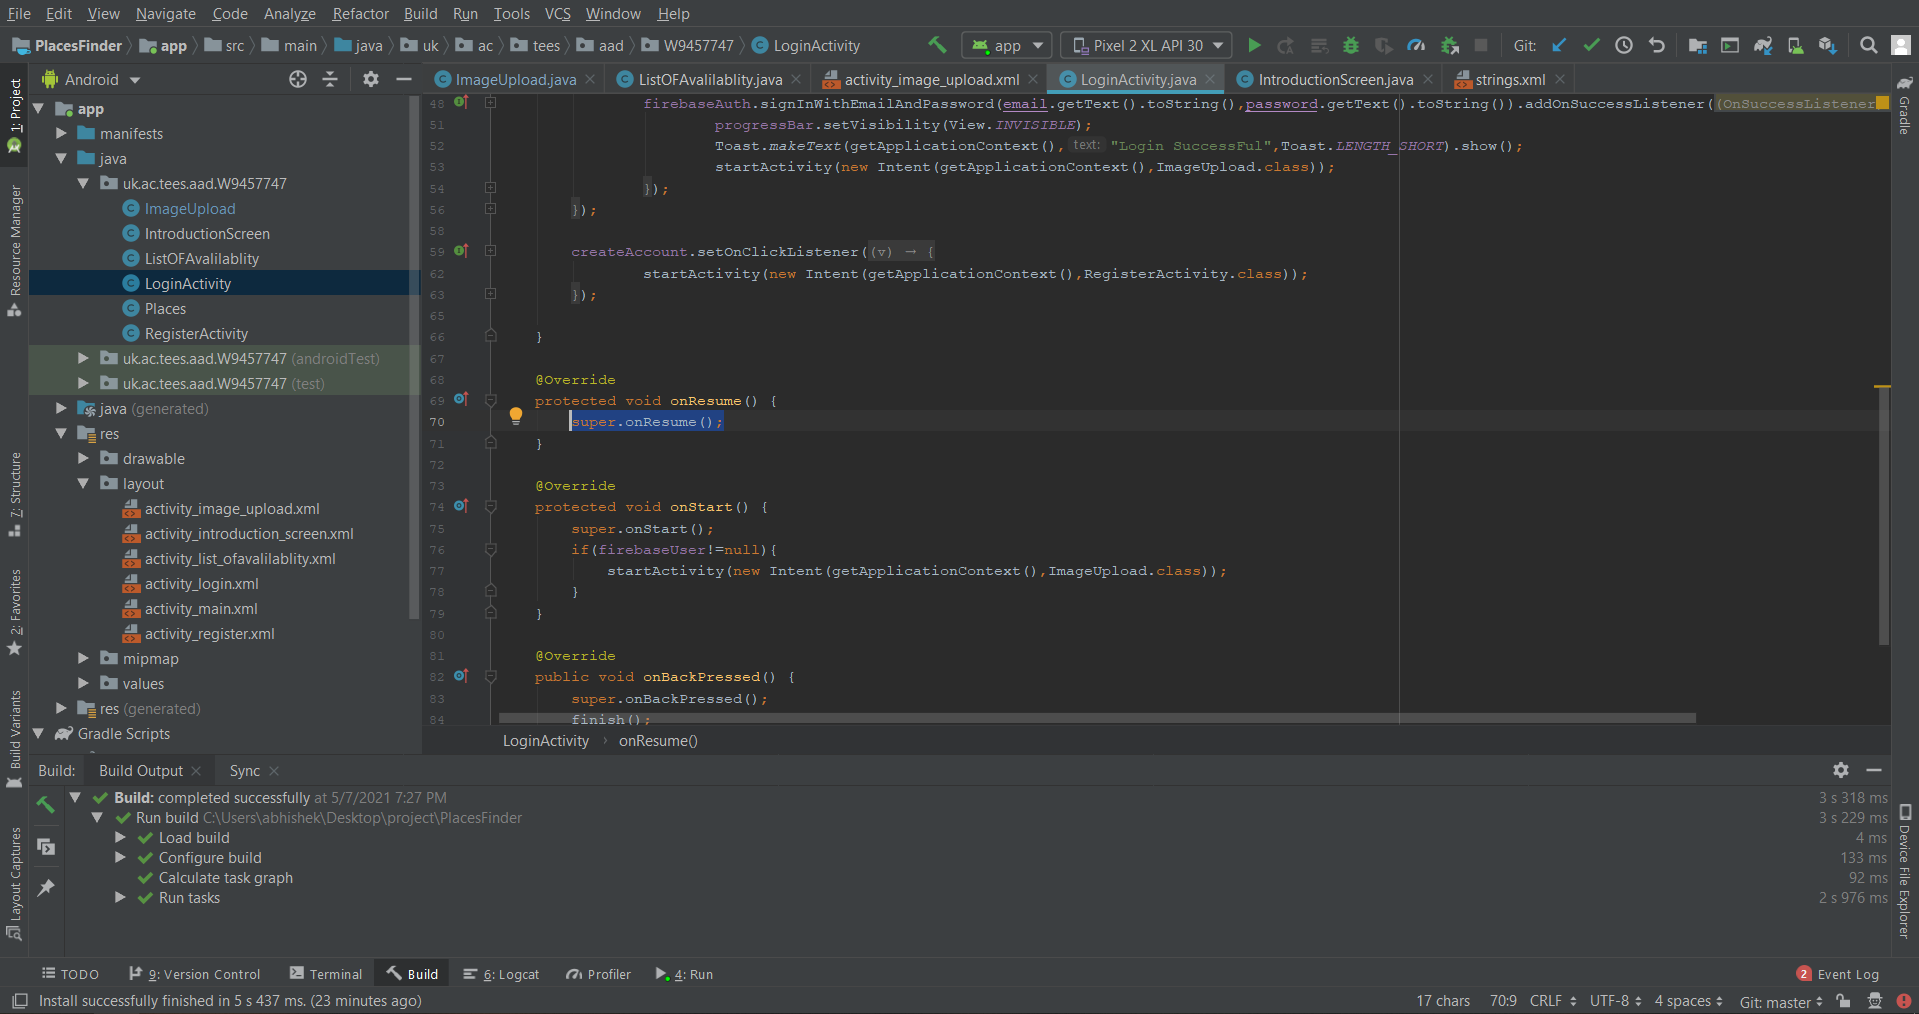 File Edit View Navigate Code Analyze Refactor Build Run Tools VCS Window Help
PlacesFinder app src main java uk ac tees aad W9457747 LoginActivity app Pixel 2 XL API 30 Git:
Android
ImageUpload.java ListOFAvalilablity.java activity_image_upload.xml LoginActivity.java IntroductionScreen.java strings.xml
1: Project
Resource Manager
7: Structure
2: Favorites
Build Variants
Layout Captures
app
manifests
java
uk.ac.tees.aad.W9457747
ImageUpload
IntroductionScreen
ListOFAvalilablity
LoginActivity
Places
RegisterActivity
uk.ac.tees.aad.W9457747 (androidTest)
uk.ac.tees.aad.W9457747 (test)
java (generated)
res
drawable
layout
activity_image_upload.xml
activity_introduction_screen.xml
activity_list_ofavalilablity.xml
activity_login.xml
activity_main.xml
activity_register.xml
mipmap
values
res (generated)
Gradle Scripts
48 firebaseAuth.signInWithEmailAndPassword(email.getText().toString(),password.getText().toString()).addOnSuccessListener((OnSuccessListener
51 progressBar.setVisibility(View.INVISIBLE);
52 Toast.makeText(getApplicationContext(), text: "Login SuccessFul",Toast.LENGTH_SHORT).show();
53 startActivity(new Intent(getApplicationContext(),ImageUpload.class));
54 });
56 });
58
59 createAccount.setOnClickListener((v) → {
62 startActivity(new Intent(getApplicationContext(),RegisterActivity.class));
63 });
65
66 }
67
68 @Override
69 protected void onResume() {
70 super.onResume();
71 }
72
73 @Override
74 protected void onStart() {
75 super.onStart();
76 if(firebaseUser!=null){
77 startActivity(new Intent(getApplicationContext(),ImageUpload.class));
78 }
79 }
80
81 @Override
82 public void onBackPressed() {
83 super.onBackPressed();
84 finish();
LoginActivity onResume()
Gradle
Device File Explorer
Build: Build Output Sync
Build: completed successfully at 5/7/2021 7:27 PM 3 s 318 ms
Run build C:\Users\abhishek\Desktop\project\PlacesFinder 3 s 229 ms
Load build 4 ms
Configure build 133 ms
Calculate task graph 92 ms
Run tasks 2 s 976 ms
TODO 9: Version Control Terminal Build 6: Logcat Profiler 4: Run 2 Event Log
Install successfully finished in 5 s 437 ms. (23 minutes ago) 17 chars 70:9 CRLF UTF-8 4 spaces Git: master